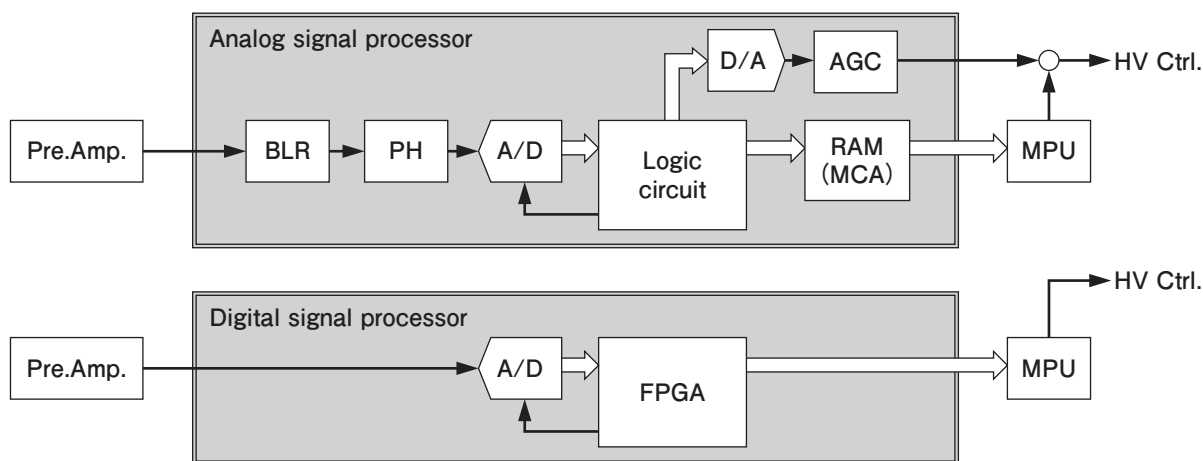 Analog signal processor
D/A
AGC
HV Ctrl.
Pre.Amp.
BLR
PH
A/D
Logic
circuit
RAM
(MCA)
MPU
HV Ctrl.
Digital signal processor
Pre.Amp.
A/D
FPGA
MPU